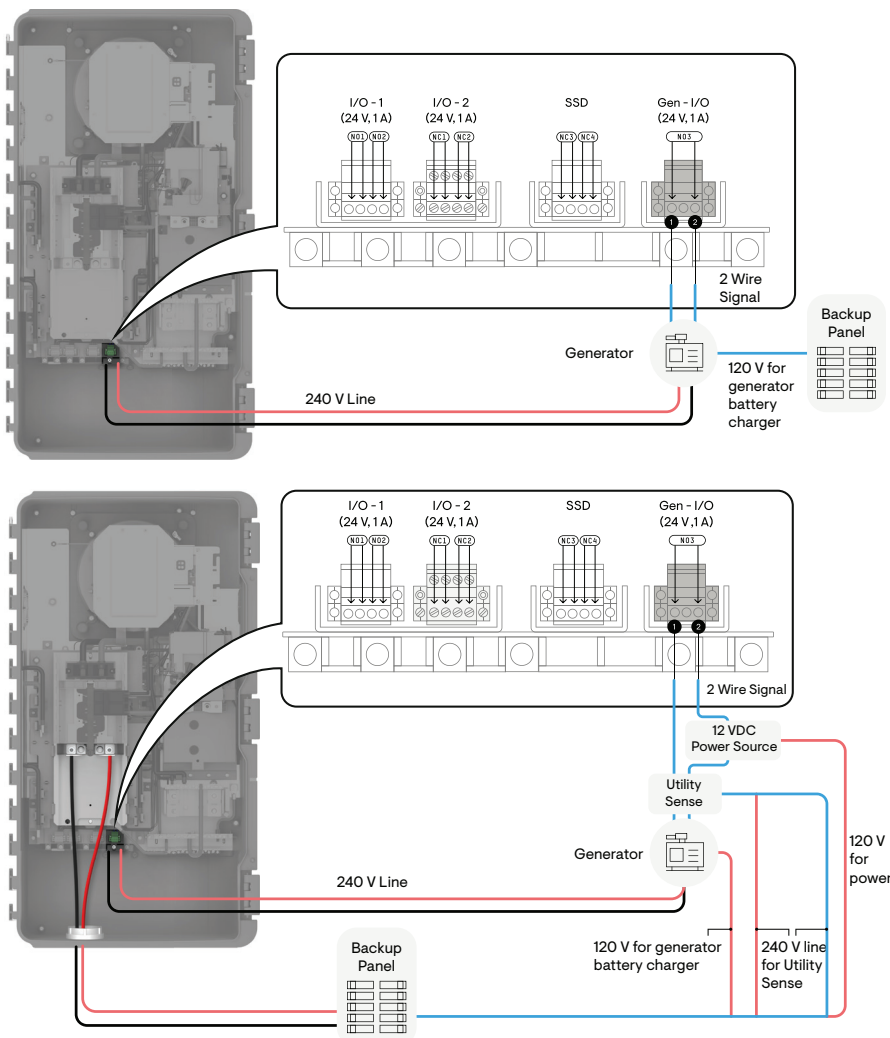 I/O - 1
(24 V, 1 A)
I/O - 2
(24 V, 1 A)
SSD
Gen - I/O
(24 V, 1 A)
NO1 NO2
NC1 NC2
NC3 NC4
NO3
1 2
2 Wire
Signal
Generator
Backup
Panel
120 V for
generator
battery
charger
240 V Line
I/O - 1
(24 V, 1 A)
I/O - 2
(24 V, 1 A)
SSD
Gen - I/O
(24 V ,1 A)
NO1 NO2
NC1 NC2
NC3 NC4
NO3
1 2
2 Wire Signal
12 VDC
Power Source
Utility
Sense
Generator
120 V
for
power
240 V Line
120 V for generator
battery charger
240 V line
for Utility
Sense
Backup
Panel